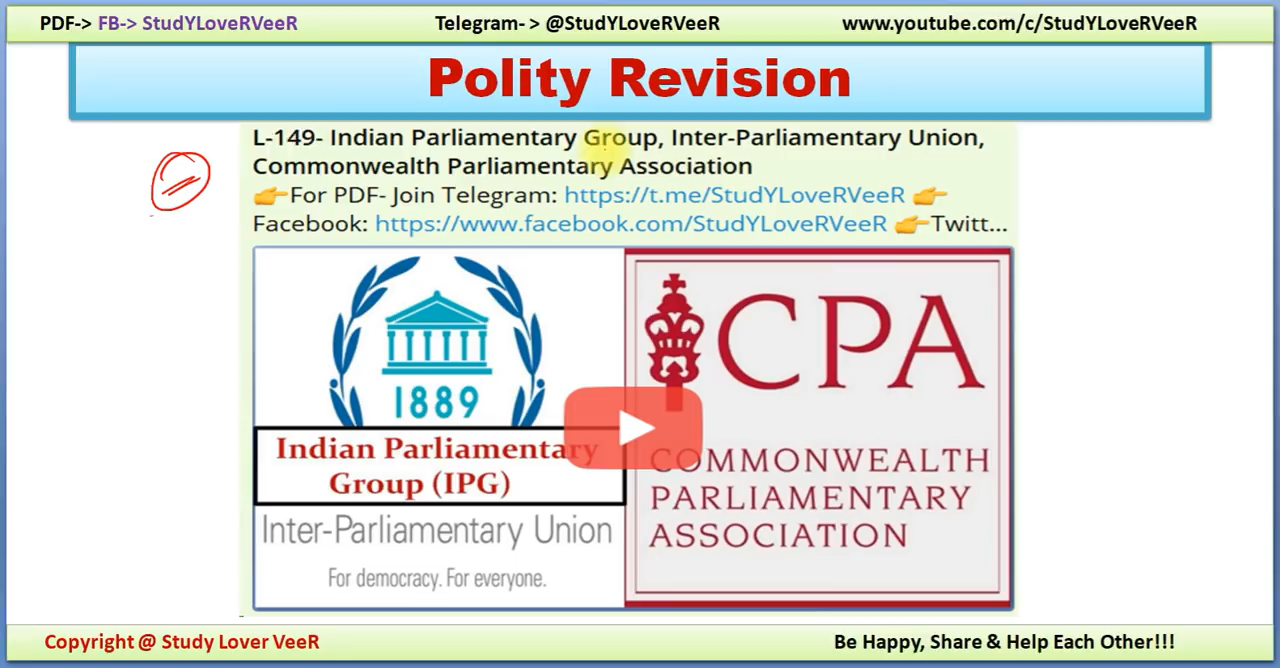 PDF-> FB-> StudYLoveRVeeR Telegram- > @StudYLoveRVeeR www.youtube.com/c/StudYLoveRVeeR
Polity Revision
L-149- Indian Parliamentary Group, Inter-Parliamentary Union,
Commonwealth Parliamentary Association
👉For PDF- Join Telegram: https://t.me/StudYLoveRVeeR 👉
Facebook: https://www.facebook.com/StudYLoveRVeeR 👉Twitt...
1889
Indian Parliamentary
Group (IPG)
Inter-Parliamentary Union
For democracy. For everyone.
CPA
COMMONWEALTH
PARLIAMENTARY
ASSOCIATION
Copyright @ Study Lover VeeR Be Happy, Share & Help Each Other!!!